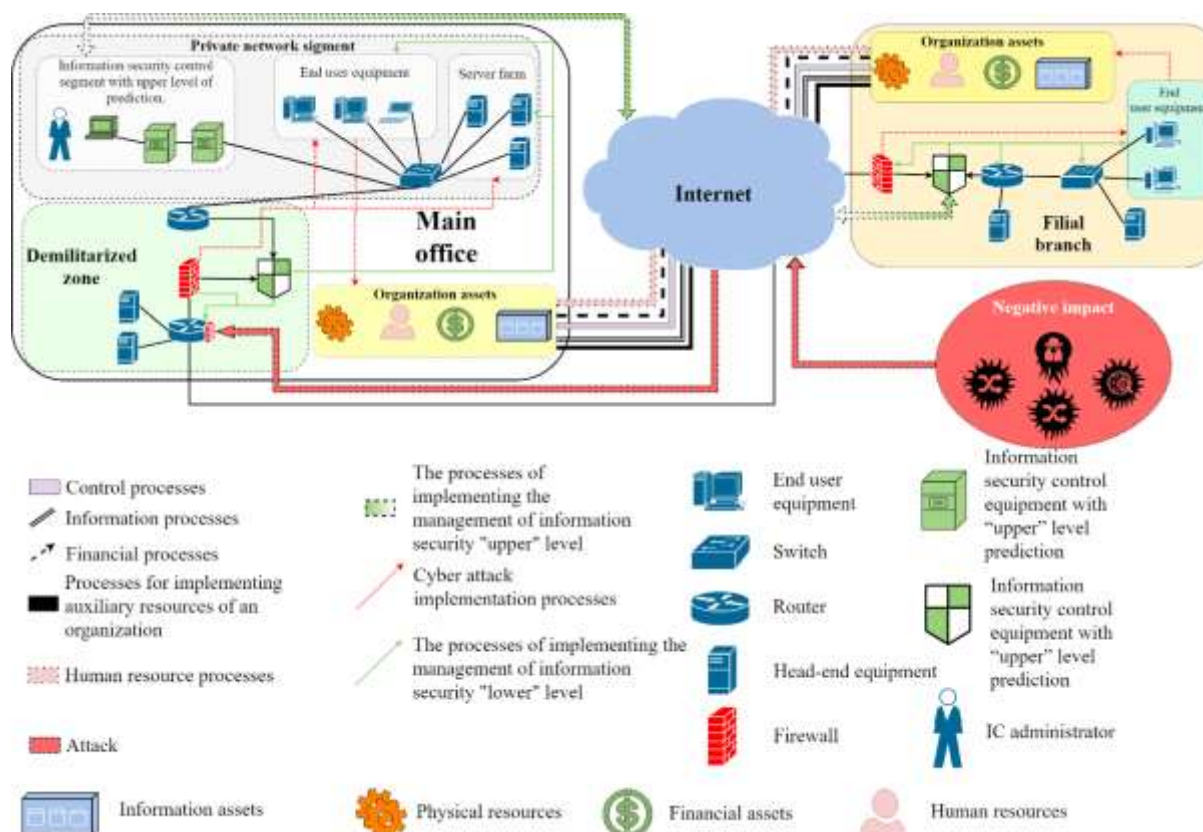 Private network sigment
Information security control
segment with upper level of
prediction.
End user equipment
Server farm
Demilitarized
zone
Main
office
Organization assets
Internet
Organization assets
End
user equipment
Filial
branch
Negative impact
Control processes
Information processes
Financial processes
Processes for implementing
auxiliary resources of an
organization
Human resource processes
Attack
The processes of
implementing the
management of information
security "upper" level
Cyber attack
implementation processes
The processes of implementing the
management of information
security "lower" level
End user
equipment
Switch
Router
Head-end equipment
Firewall
Information
security control
equipment with
“upper” level
prediction
Information
security control
equipment with
“upper” level
prediction
IC administrator
Information assets
Physical resources
Financial assets
Human resources